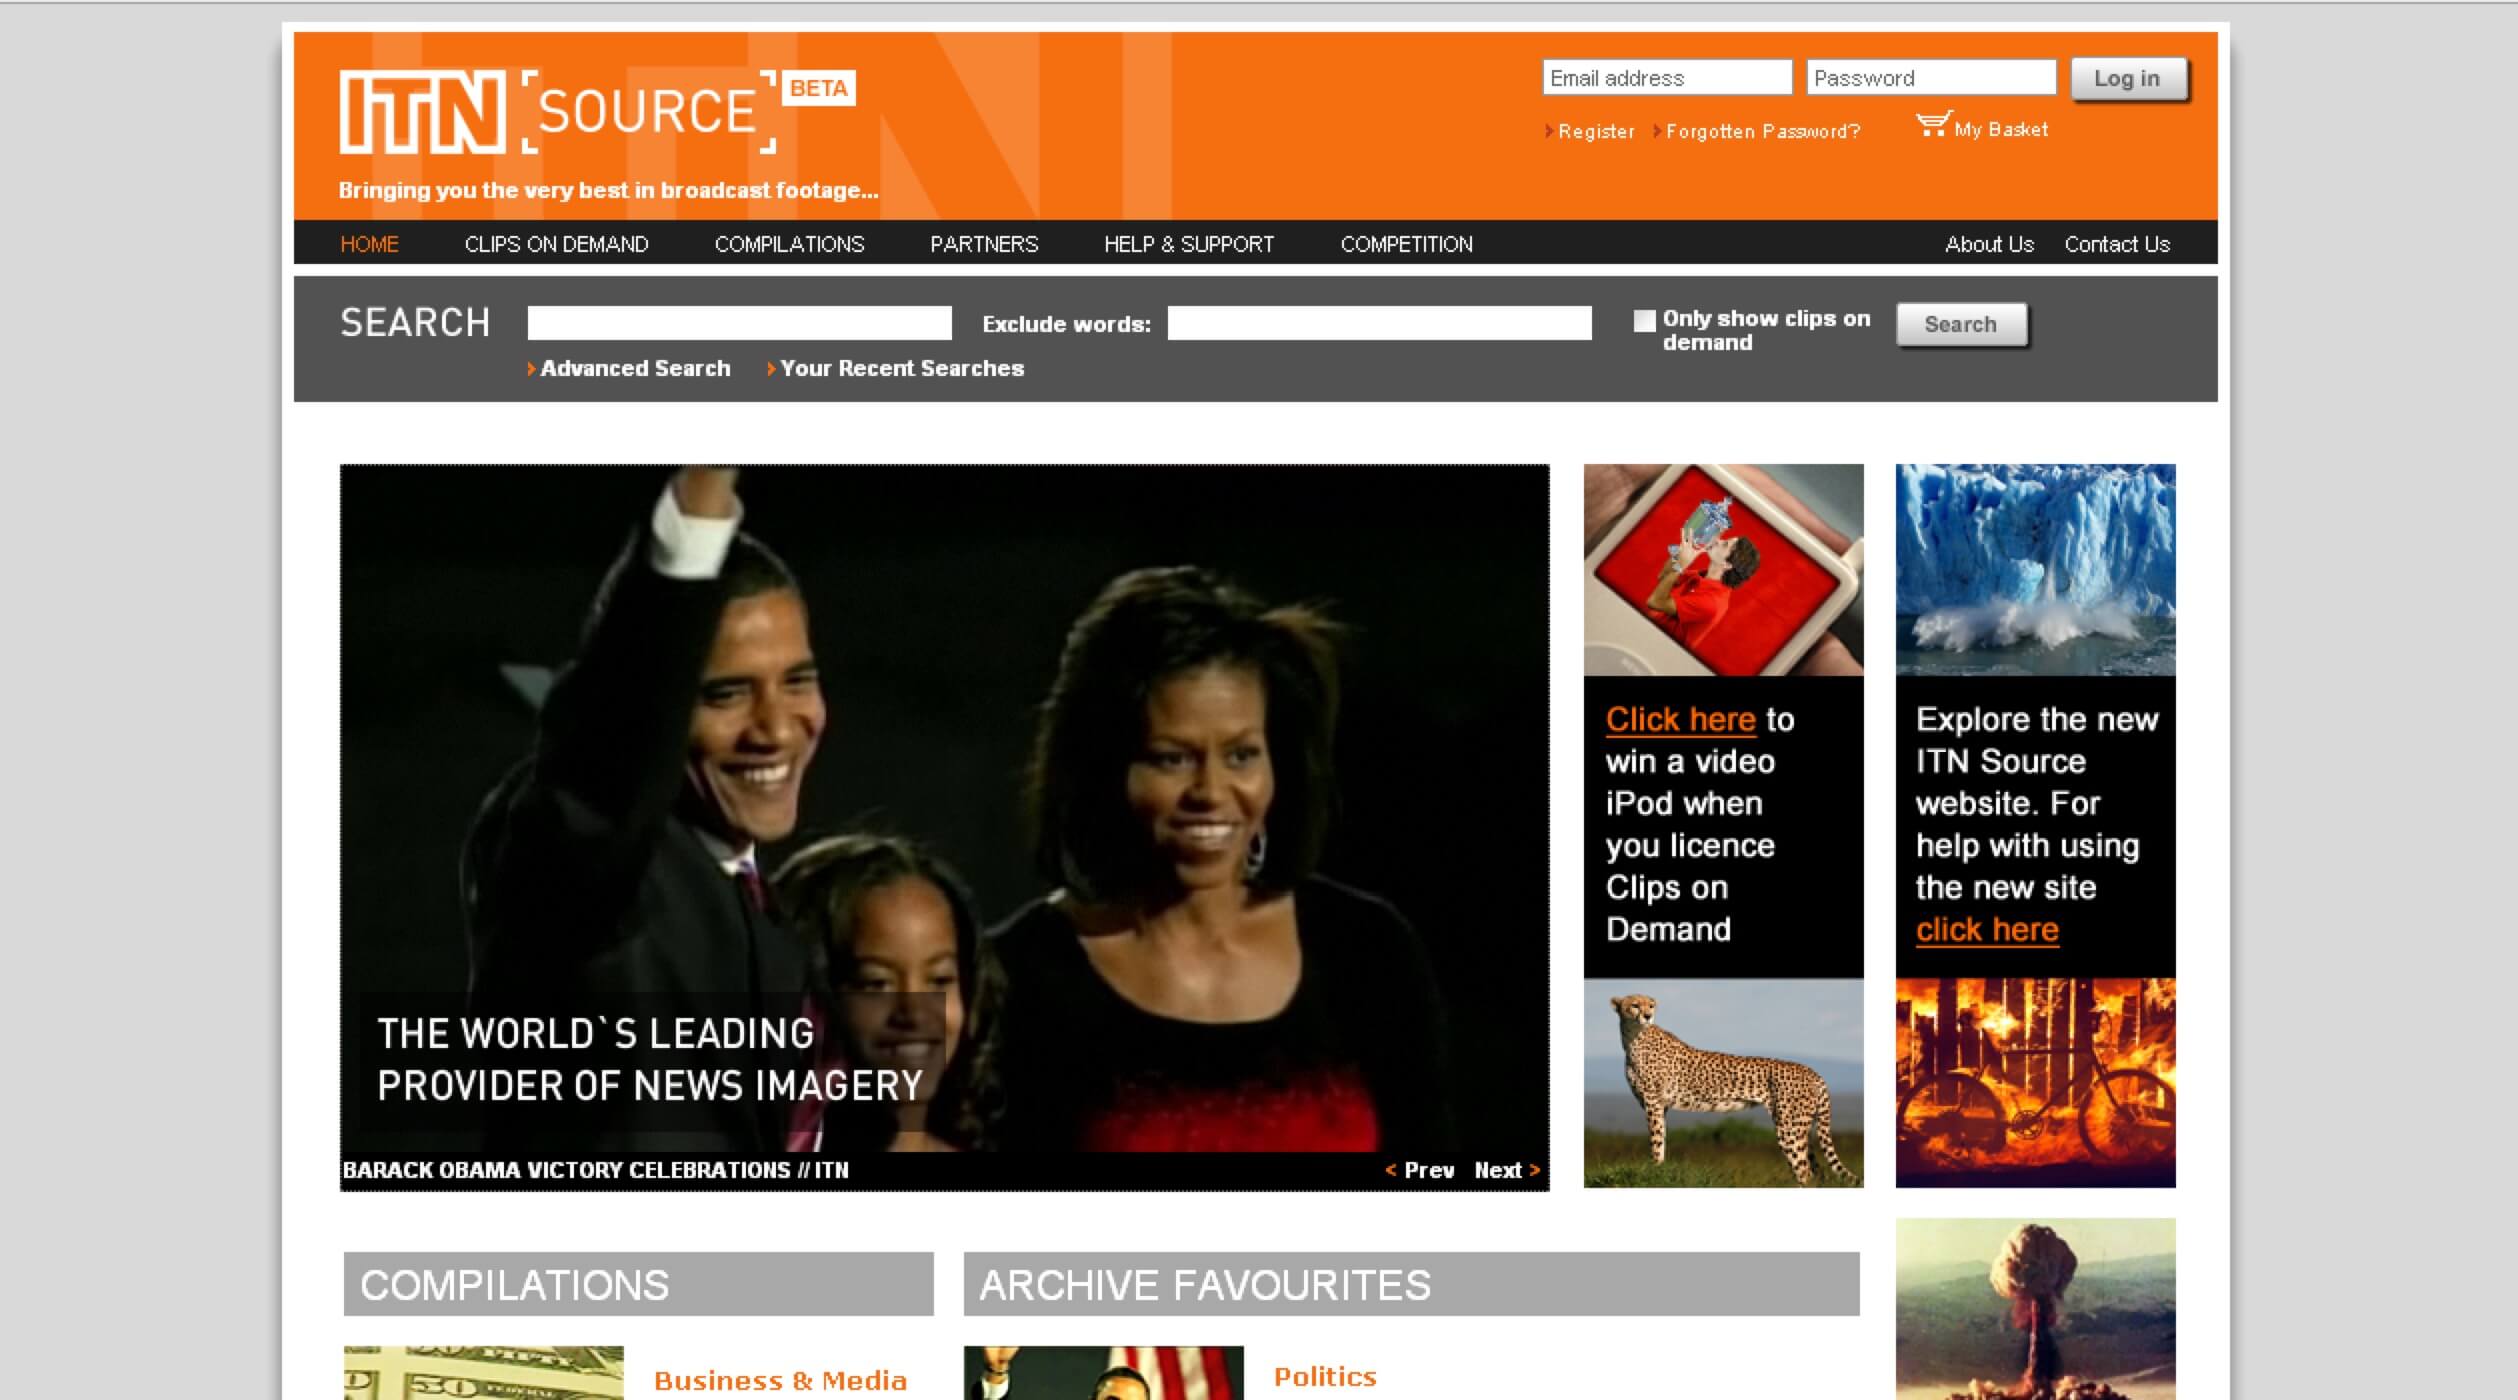 ITN SOURCE BETA
Bringing you the very best in broadcast footage...
Email address
Password
Log in
Register
Forgotten Password?
My Basket
HOME
CLIPS ON DEMAND
COMPILATIONS
PARTNERS
HELP & SUPPORT
COMPETITION
About Us
Contact Us
SEARCH
Exclude words:
Only show clips on
demand
Search
Advanced Search
Your Recent Searches
THE WORLD`S LEADING
PROVIDER OF NEWS IMAGERY
BARACK OBAMA VICTORY CELEBRATIONS // ITN
< Prev
Next >
Click here to
win a video
iPod when
you licence
Clips on
Demand
Explore the new
ITN Source
website. For
help with using
the new site
click here
COMPILATIONS
ARCHIVE FAVOURITES
Business & Media
Politics